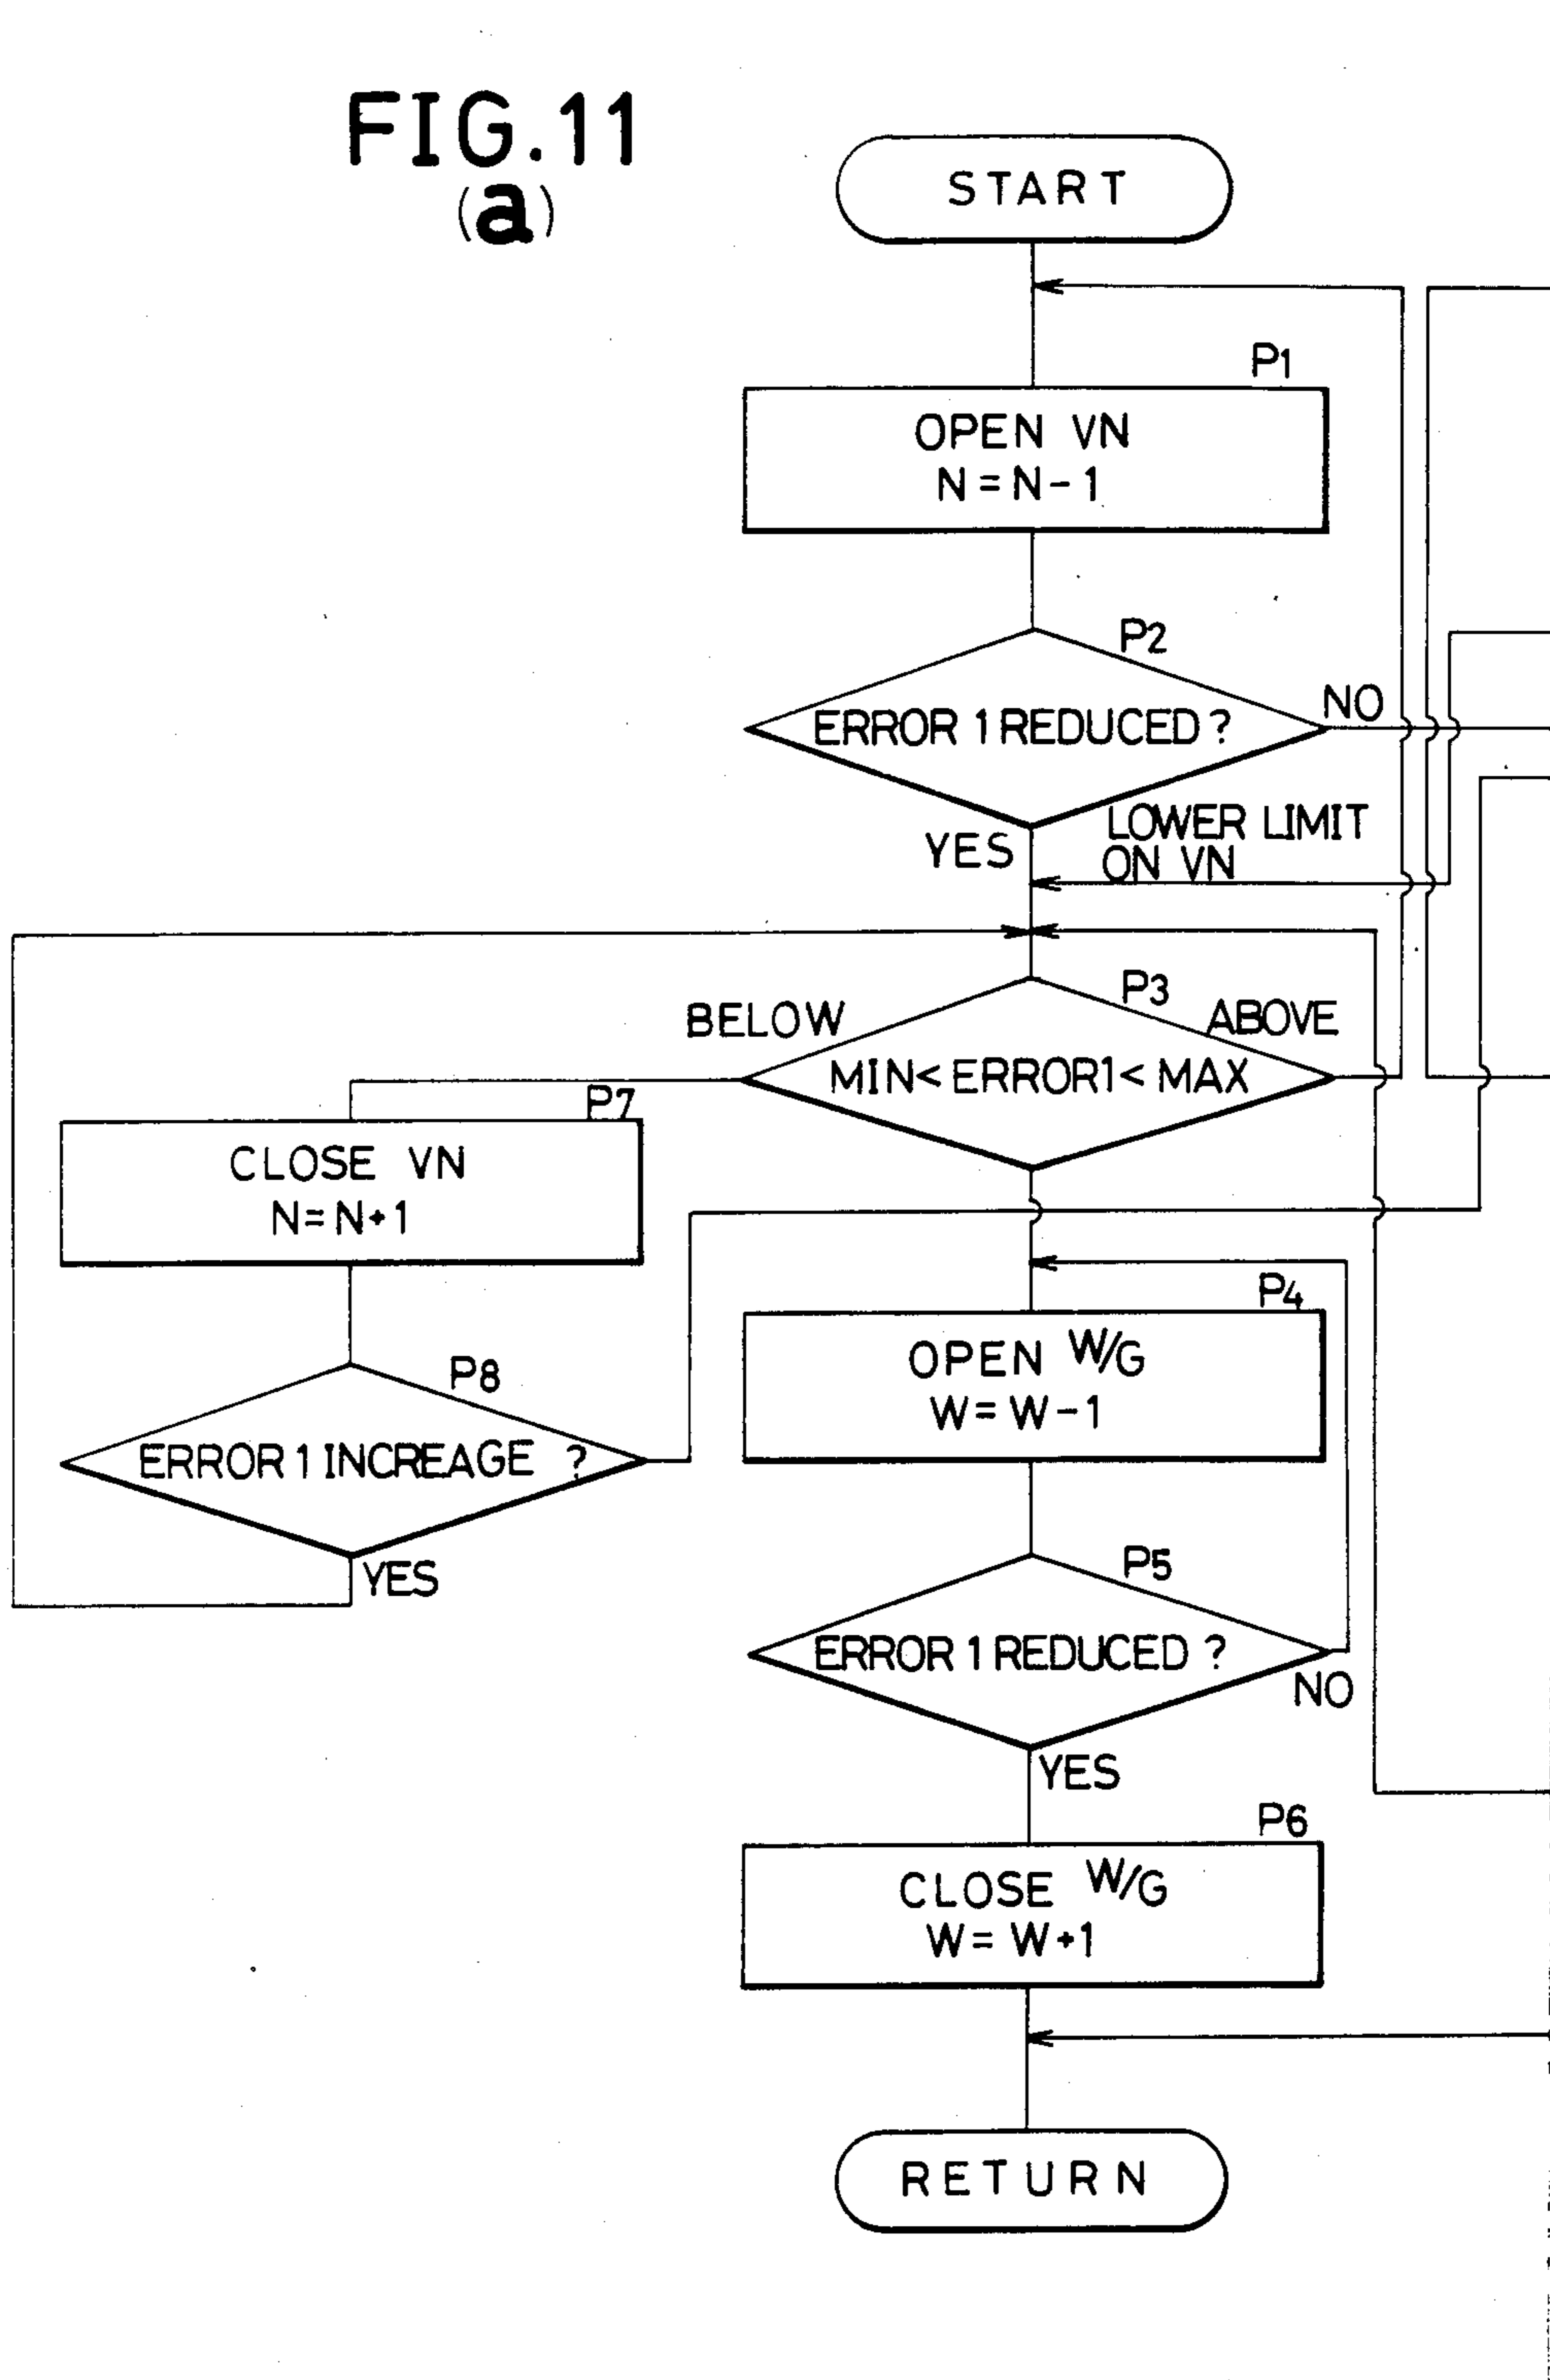 FIG.11
(a)
START
P1
OPEN VN
N=N-1
P2
ERROR 1 REDUCED ?
NO
YES
LOWER LIMIT
ON VN
P3
BELOW
ABOVE
MIN< ERROR1< MAX
P7
CLOSE VN
N=N+1
P4
OPEN W/G
W=W-1
P8
ERROR 1 INCREAGE ?
YES
P5
ERROR 1 REDUCED ?
NO
YES
P6
CLOSE W/G
W=W+1
RETURN